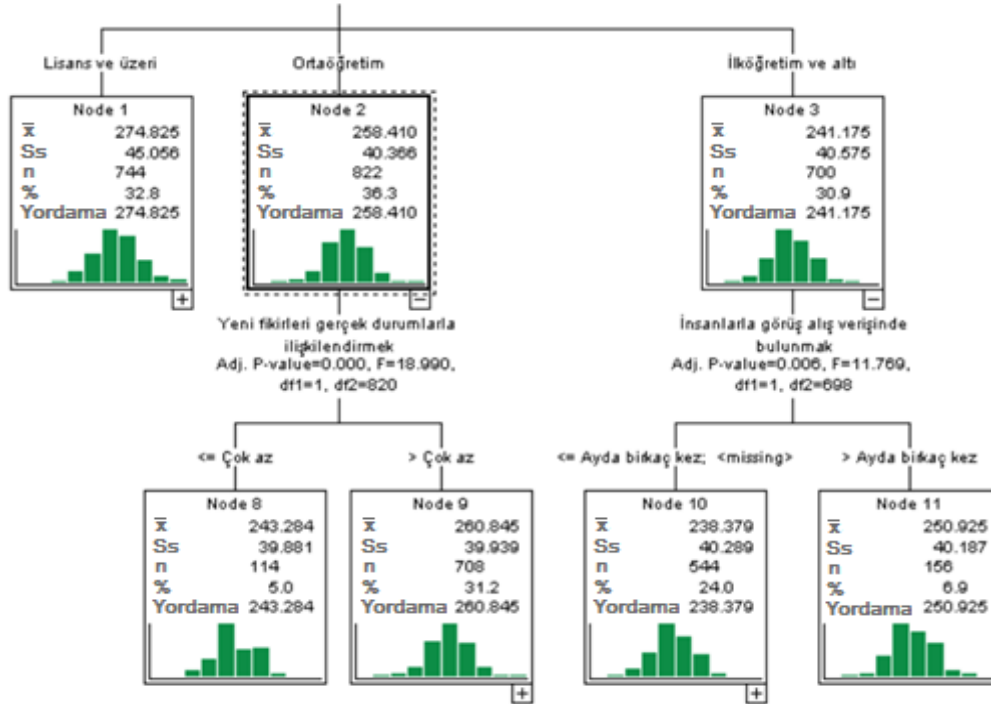 Lisans ve üzeri
Ortaöğretim
İlköğretim ve altı
Node 1
x̄ 274.825
Ss 45.056
n 744
% 32.8
Yordama 274.825
Node 2
x̄ 258.410
Ss 40.366
n 822
% 36.3
Yordama 258.410
Node 3
x̄ 241.175
Ss 40.575
n 700
% 30.9
Yordama 241.175
Yeni fikirleri gerçek durumlarla
ilişkilendirmek
Adj. P-value=0.000, F=18.990,
df1=1, df2=820
İnsanlarla görüş alış verişinde
bulunmak
Adj. P-value=0.006, F=11.769,
df1=1, df2=698
<= Çok az
> Çok az
<= Ayda birkaç kez; <missing>
> Ayda birkaç kez
Node 8
x̄ 243.284
Ss 39.881
n 114
% 5.0
Yordama 243.284
Node 9
x̄ 260.845
Ss 39.939
n 708
% 31.2
Yordama 260.845
Node 10
x̄ 238.379
Ss 40.289
n 544
% 24.0
Yordama 238.379
Node 11
x̄ 250.925
Ss 40.187
n 156
% 6.9
Yordama 250.925